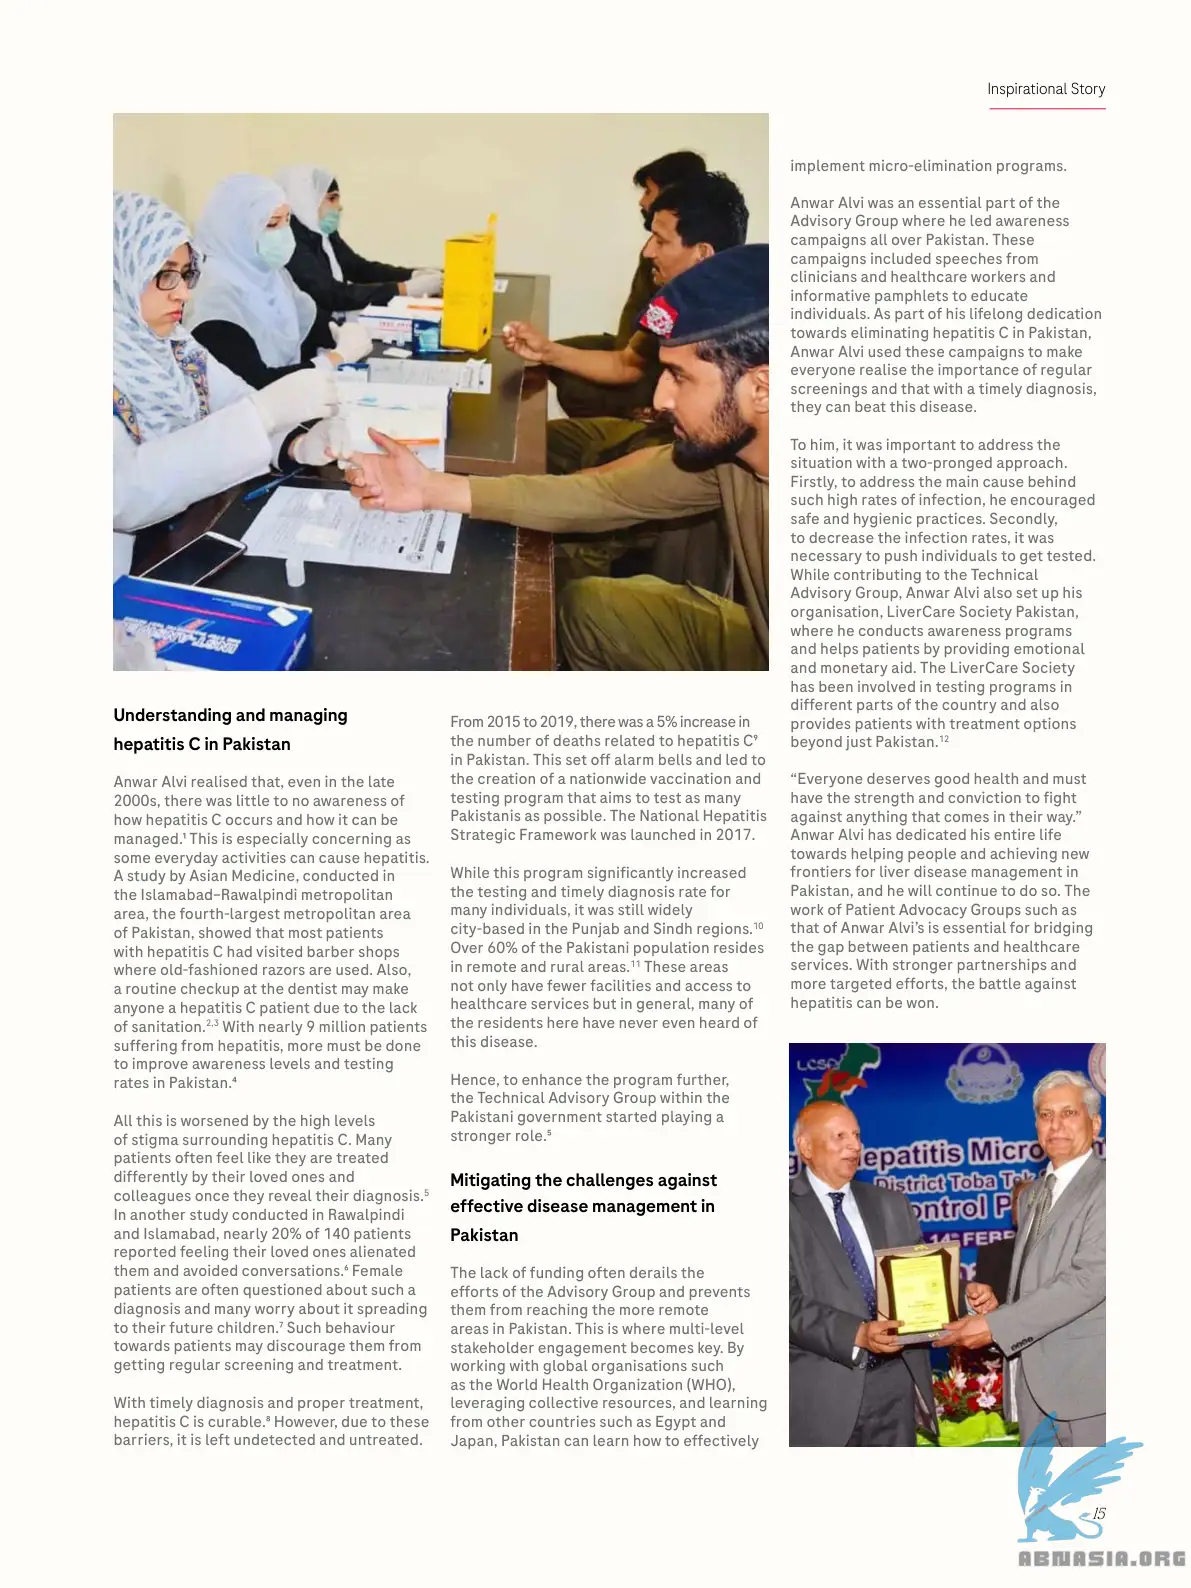 Inspirational Story
Understanding and managing
hepatitis C in Pakistan
Anwar Alvi realised that, even in the late
2000s, there was little to no awareness of
how hepatitis C occurs and how it can be
managed.¹ This is especially concerning as
some everyday activities can cause hepatitis.
A study by Asian Medicine, conducted in
the Islamabad–Rawalpindi metropolitan
area, the fourth-largest metropolitan area
of Pakistan, showed that most patients
with hepatitis C had visited barber shops
where old-fashioned razors are used. Also,
a routine checkup at the dentist may make
anyone a hepatitis C patient due to the lack
of sanitation.²,³ With nearly 9 million patients
suffering from hepatitis, more must be done
to improve awareness levels and testing
rates in Pakistan.⁴
All this is worsened by the high levels
of stigma surrounding hepatitis C. Many
patients often feel like they are treated
differently by their loved ones and
colleagues once they reveal their diagnosis.⁵
In another study conducted in Rawalpindi
and Islamabad, nearly 20% of 140 patients
reported feeling their loved ones alienated
them and avoided conversations.⁶ Female
patients are often questioned about such a
diagnosis and many worry about it spreading
to their future children.⁷ Such behaviour
towards patients may discourage them from
getting regular screening and treatment.
With timely diagnosis and proper treatment,
hepatitis C is curable.⁸ However, due to these
barriers, it is left undetected and untreated.
From 2015 to 2019, there was a 5% increase in
the number of deaths related to hepatitis C⁹
in Pakistan. This set off alarm bells and led to
the creation of a nationwide vaccination and
testing program that aims to test as many
Pakistanis as possible. The National Hepatitis
Strategic Framework was launched in 2017.
While this program significantly increased
the testing and timely diagnosis rate for
many individuals, it was still widely
city-based in the Punjab and Sindh regions.¹⁰
Over 60% of the Pakistani population resides
in remote and rural areas.¹¹ These areas
not only have fewer facilities and access to
healthcare services but in general, many of
the residents here have never even heard of
this disease.
Hence, to enhance the program further,
the Technical Advisory Group within the
Pakistani government started playing a
stronger role.⁵
Mitigating the challenges against
effective disease management in
Pakistan
The lack of funding often derails the
efforts of the Advisory Group and prevents
them from reaching the more remote
areas in Pakistan. This is where multi-level
stakeholder engagement becomes key. By
working with global organisations such
as the World Health Organization (WHO),
leveraging collective resources, and learning
from other countries such as Egypt and
Japan, Pakistan can learn how to effectively
implement micro-elimination programs.
Anwar Alvi was an essential part of the
Advisory Group where he led awareness
campaigns all over Pakistan. These
campaigns included speeches from
clinicians and healthcare workers and
informative pamphlets to educate
individuals. As part of his lifelong dedication
towards eliminating hepatitis C in Pakistan,
Anwar Alvi used these campaigns to make
everyone realise the importance of regular
screenings and that with a timely diagnosis,
they can beat this disease.
To him, it was important to address the
situation with a two-pronged approach.
Firstly, to address the main cause behind
such high rates of infection, he encouraged
safe and hygienic practices. Secondly,
to decrease the infection rates, it was
necessary to push individuals to get tested.
While contributing to the Technical
Advisory Group, Anwar Alvi also set up his
organisation, LiverCare Society Pakistan,
where he conducts awareness programs
and helps patients by providing emotional
and monetary aid. The LiverCare Society
has been involved in testing programs in
different parts of the country and also
provides patients with treatment options
beyond just Pakistan.¹²
“Everyone deserves good health and must
have the strength and conviction to fight
against anything that comes in their way.”
Anwar Alvi has dedicated his entire life
towards helping people and achieving new
frontiers for liver disease management in
Pakistan, and he will continue to do so. The
work of Patient Advocacy Groups such as
that of Anwar Alvi’s is essential for bridging
the gap between patients and healthcare
services. With stronger partnerships and
more targeted efforts, the battle against
hepatitis can be won.
LCSP
epatitis Micro
District Toba Tek
ontrol P
14 FEB
15
ABNASIA.ORG